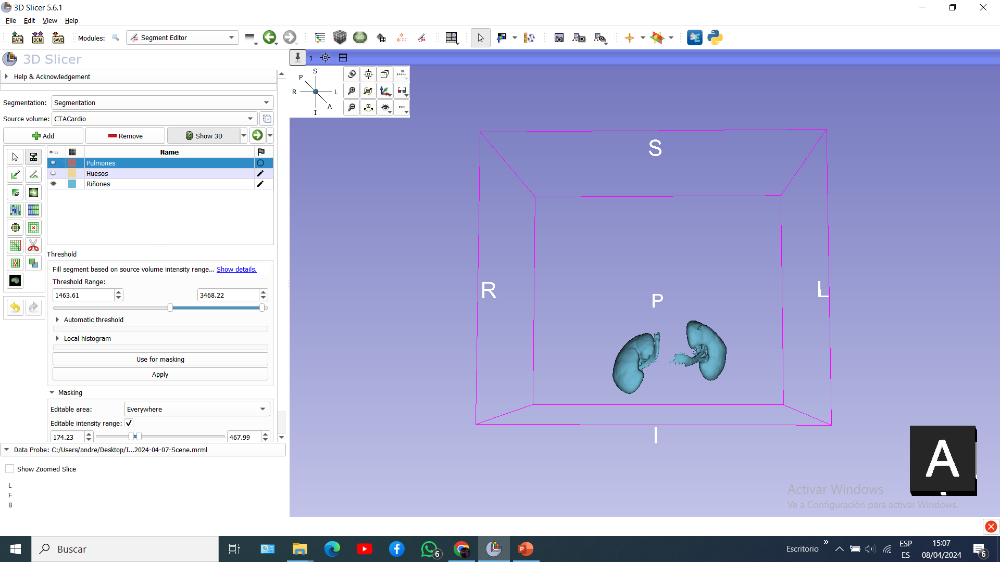 3D Slicer 5.6.1
File Edit View Help
DATA DCM SAVE Modules: Segment Editor
3D Slicer
1
Help & Acknowledgement
S
P
R L
A
I
Segmentation: Segmentation
Source volume: CTACardio
Add Remove Show 3D
Name
Pulmones
Huesos
Riñones
Threshold
Fill segment based on source volume intensity range... Show details.
Threshold Range:
1463.61 3468.22
Automatic threshold
Local histogram
Use for masking
Apply
Masking
Editable area: Everywhere
Editable intensity range:
174.23 467.99
Data Probe: C:/Users/andre/Desktop/I...2024-04-07-Scene.mrml
Show Zoomed Slice
L
F
B
S
R P L
I
A
Activar Windows
Ve a Configuración para activar Windows.
Buscar
6
P
Escritorio
ESP
ES
15:07
08/04/2024
6